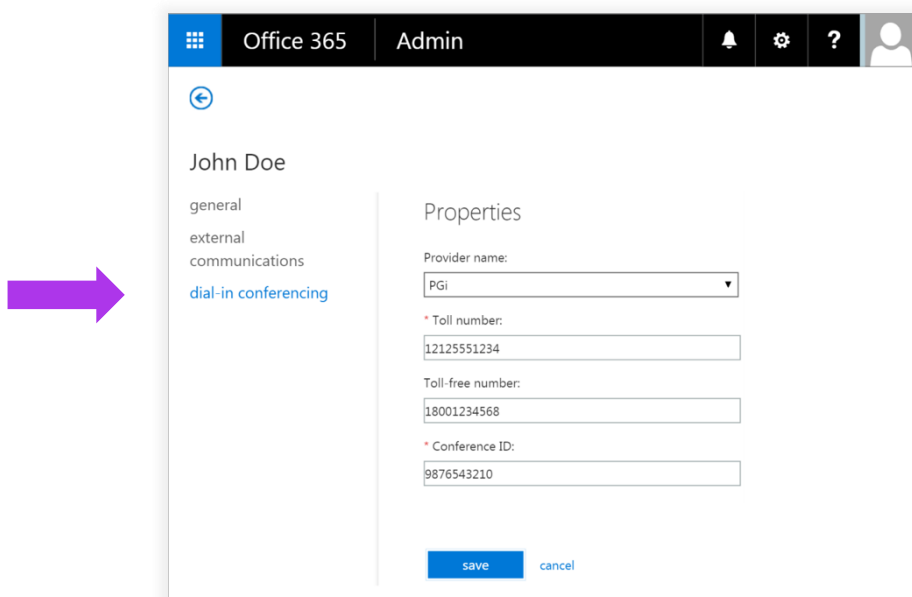 Office 365
Admin
?
John Doe
general
external
communications
dial-in conferencing
Properties
Provider name:
PGi
* Toll number:
12125551234
Toll-free number:
18001234568
* Conference ID:
9876543210
save
cancel